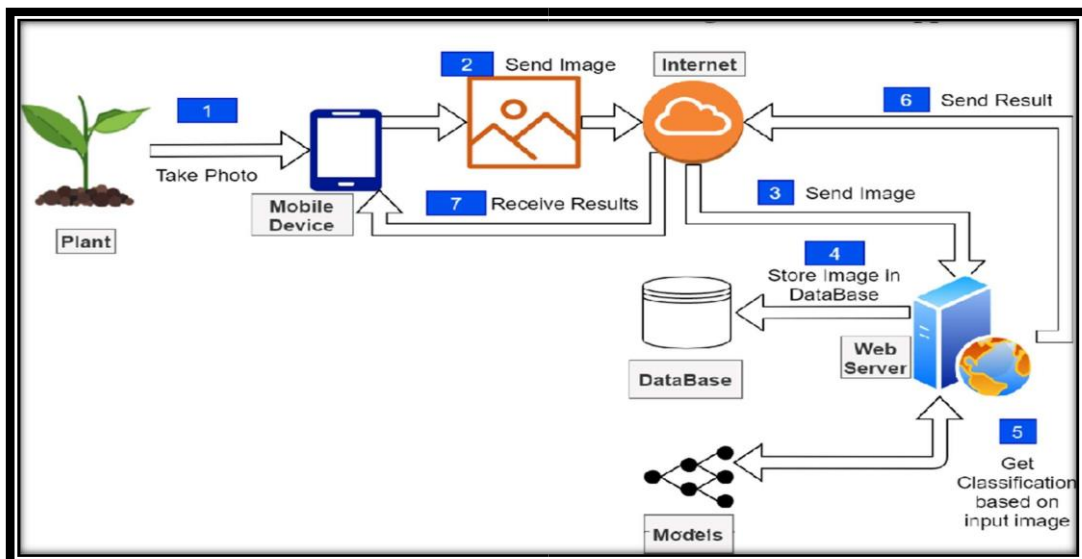 1
Take Photo
Plant
Mobile
Device
2 Send Image
Internet
3 Send Image
4
Store Image in
DataBase
DataBase
Web
Server
5
Get
Classification
based on
input image
Models
6 Send Result
7 Receive Results